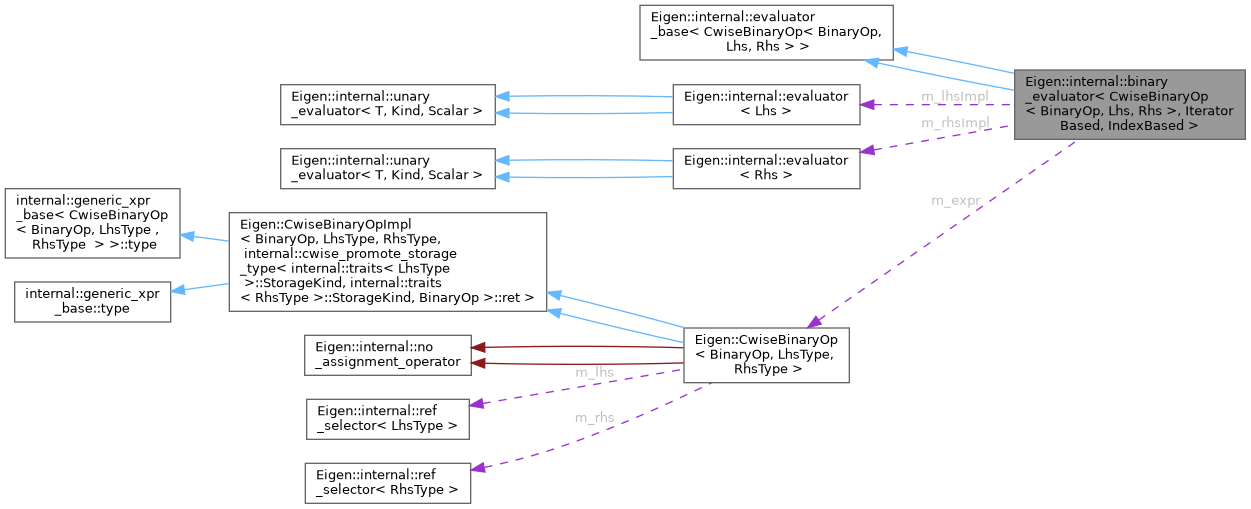 Eigen::internal::evaluator
_base< CwiseBinaryOp< BinaryOp,
Lhs, Rhs > >
Eigen::internal::binary
_evaluator< CwiseBinaryOp
< BinaryOp, Lhs, Rhs >, Iterator
Based, IndexBased >
Eigen::internal::unary
_evaluator< T, Kind, Scalar >
Eigen::internal::evaluator
< Lhs >
m_lhsImpl
m_rhsImpl
Eigen::internal::unary
_evaluator< T, Kind, Scalar >
Eigen::internal::evaluator
< Rhs >
internal::generic_xpr
_base< CwiseBinaryOp
< BinaryOp, LhsType ,
RhsType  > >::type
Eigen::CwiseBinaryOpImpl
< BinaryOp, LhsType, RhsType,
internal::cwise_promote_storage
_type< internal::traits< LhsType
>::StorageKind, internal::traits
< RhsType >::StorageKind, BinaryOp >::ret >
m_expr
internal::generic_xpr
_base::type
Eigen::internal::no
_assignment_operator
Eigen::CwiseBinaryOp
< BinaryOp, LhsType,
RhsType >
m_lhs
Eigen::internal::ref
_selector< LhsType >
m_rhs
Eigen::internal::ref
_selector< RhsType >